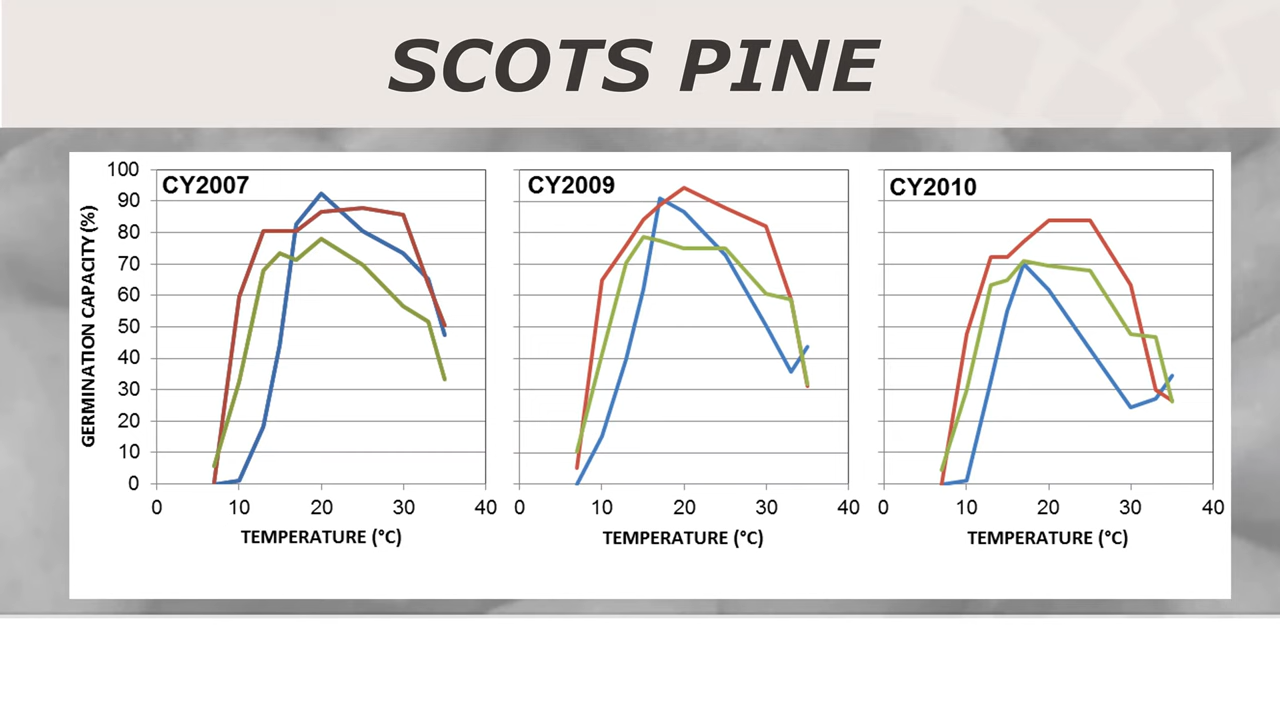 SCOTS PINE
GERMINATION CAPACITY (%)
100
90
80
70
60
50
40
30
20
10
0
CY2007
0 10 20 30 40
TEMPERATURE (°C)
CY2009
0 10 20 30 40
TEMPERATURE (°C)
CY2010
0 10 20 30 40
TEMPERATURE (°C)